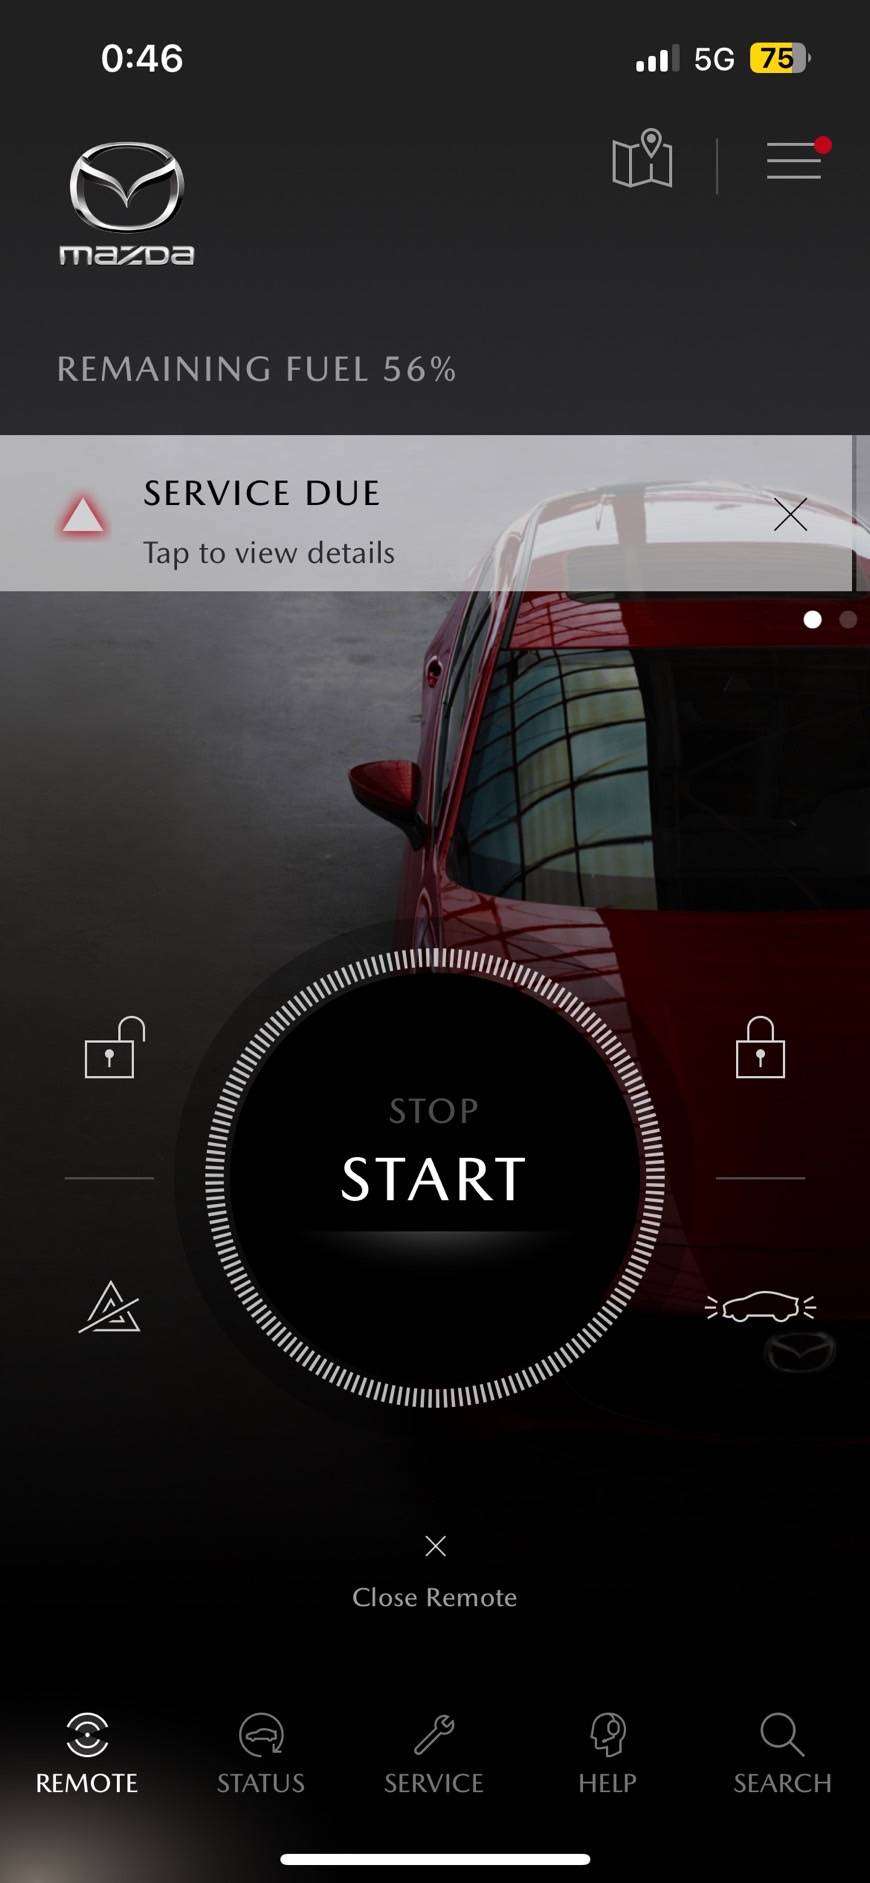 0:46
5G 75
mazda
REMAINING FUEL 56%
SERVICE DUE
Tap to view details
STOP
START
Close Remote
REMOTE STATUS SERVICE HELP SEARCH